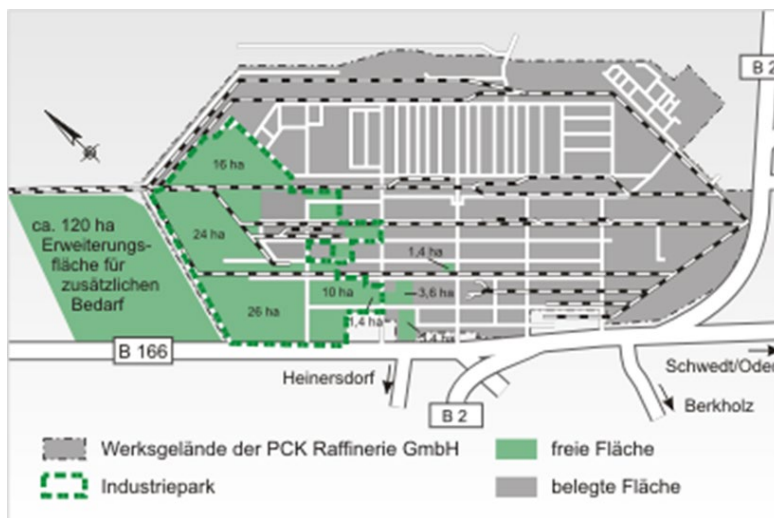 B 2
16 ha
ca. 120 ha
Erweiterungs-
fläche für
zusätzlichen
Bedarf
24 ha
1,4 ha
26 ha
10 ha
3,6 ha
1,4 ha
B 166
Heinersdorf
B 2
Schwedt/Oder
Berkholz
Werksgelände der PCK Raffinerie GmbH
freie Fläche
Industriepark
belegte Fläche